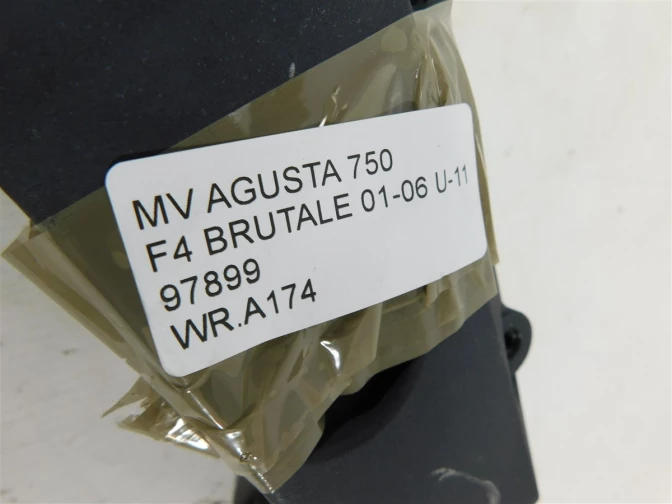 MV AGUSTA 750
F4 BRUTALE 01-06 U-11
97899
WR.A174